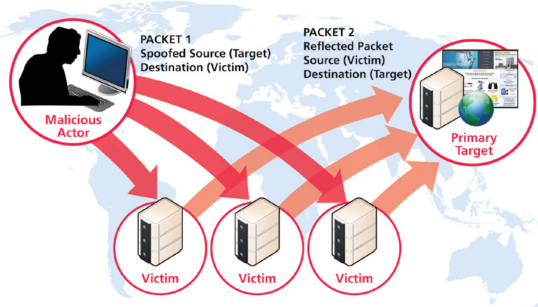 PACKET 1
Spoofed Source (Target)
Destination (Victim)
PACKET 2
Reflected Packet
Source (Victim)
Destination (Target)
Malicious
Actor
Primary
Target
Victim
Victim
Victim